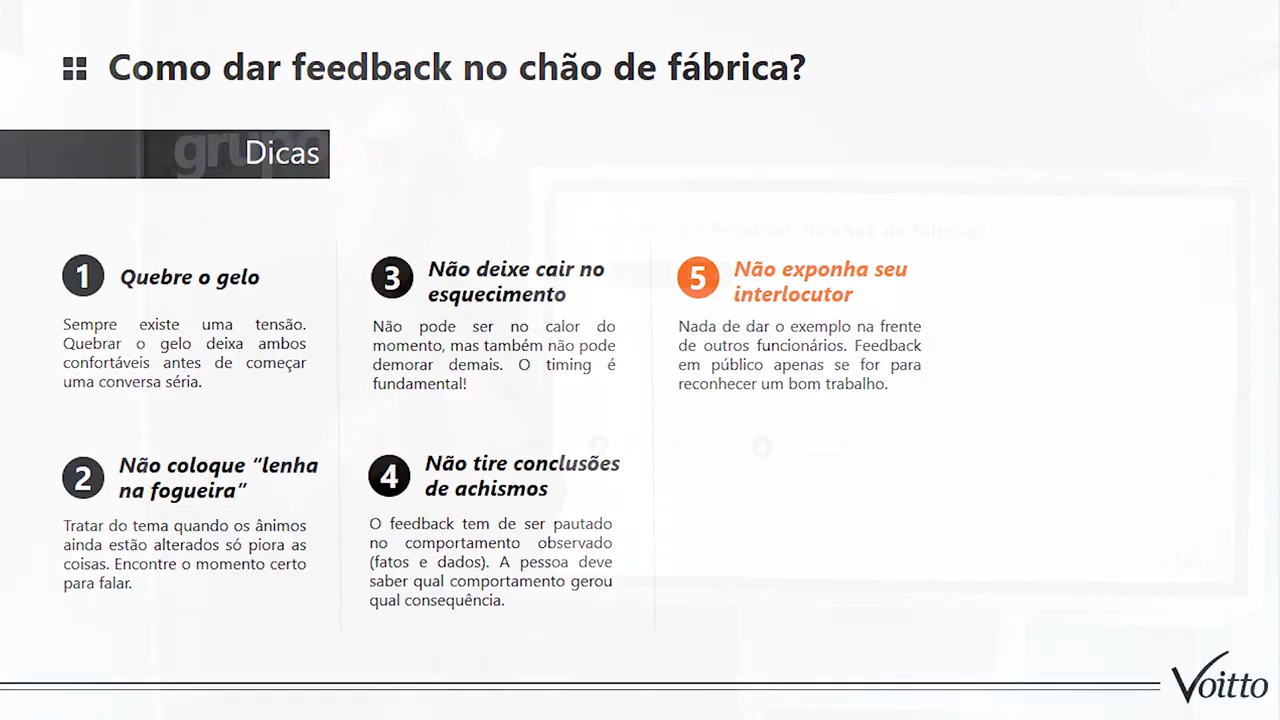 Como dar feedback no chão de fábrica?
grupo
Dicas
1 Quebre o gelo
Sempre existe uma tensão.
Quebrar o gelo deixa ambos
confortáveis antes de começar
uma conversa séria.
2 Não coloque “lenha
na fogueira”
Tratar do tema quando os ânimos
ainda estão alterados só piora as
coisas. Encontre o momento certo
para falar.
3 Não deixe cair no
esquecimento
Não pode ser no calor do
momento, mas também não pode
demorar demais. O timing é
fundamental!
4 Não tire conclusões
de achismos
O feedback tem de ser pautado
no comportamento observado
(fatos e dados). A pessoa deve
saber qual comportamento gerou
qual consequência.
5 Não exponha seu
interlocutor
Nada de dar o exemplo na frente
de outros funcionários. Feedback
em público apenas se for para
reconhecer um bom trabalho.
Voitto